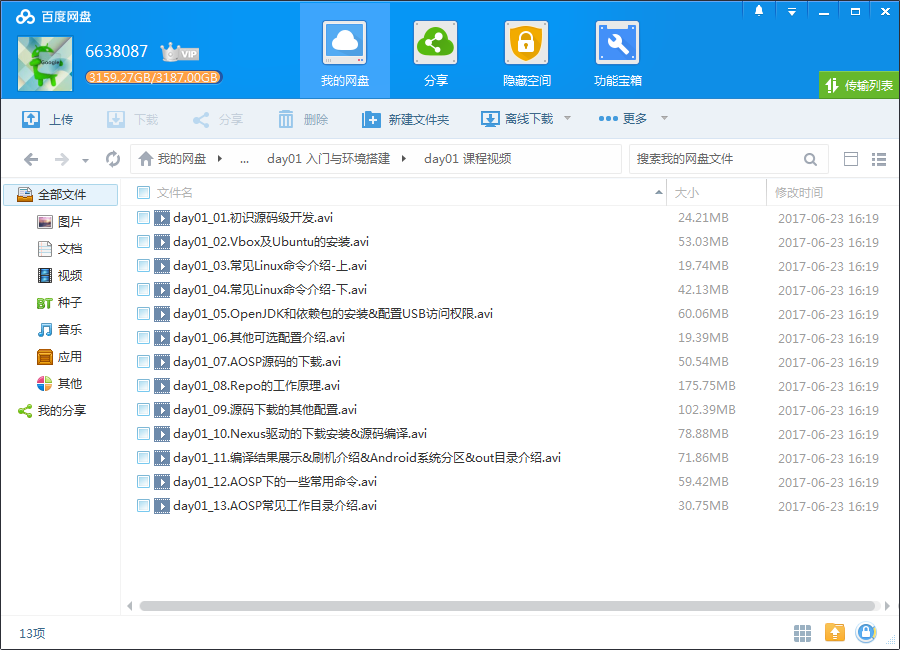 百度网盘
6638087 VIP
3159.27GB/3187.00GB
Google
我的网盘 分享 隐藏空间 功能宝箱
传输列表
上传 下载 分享 删除 新建文件夹 离线下载 更多
我的网盘 ... day01 入门与环境搭建 day01 课程视频 搜索我的网盘文件
全部文件
图片
文档
视频
BT 种子
音乐
应用
其他
我的分享
文件名 大小 修改时间
day01_01.初识源码级开发.avi 24.21MB 2017-06-23 16:19
day01_02.Vbox及Ubuntu的安装.avi 53.03MB 2017-06-23 16:19
day01_03.常见Linux命令介绍-上.avi 19.74MB 2017-06-23 16:19
day01_04.常见Linux命令介绍-下.avi 42.13MB 2017-06-23 16:19
day01_05.OpenJDK和依赖包的安装&配置USB访问权限.avi 60.06MB 2017-06-23 16:19
day01_06.其他可选配置介绍.avi 19.39MB 2017-06-23 16:19
day01_07.AOSP源码的下载.avi 50.54MB 2017-06-23 16:19
day01_08.Repo的工作原理.avi 175.75MB 2017-06-23 16:19
day01_09.源码下载的其他配置.avi 102.39MB 2017-06-23 16:19
day01_10.Nexus驱动的下载安装&源码编译.avi 78.88MB 2017-06-23 16:19
day01_11.编译结果展示&刷机介绍&Android系统分区&out目录介绍.avi 71.86MB 2017-06-23 16:19
day01_12.AOSP下的一些常用命令.avi 59.42MB 2017-06-23 16:19
day01_13.AOSP常见工作目录介绍.avi 30.75MB 2017-06-23 16:19
13项